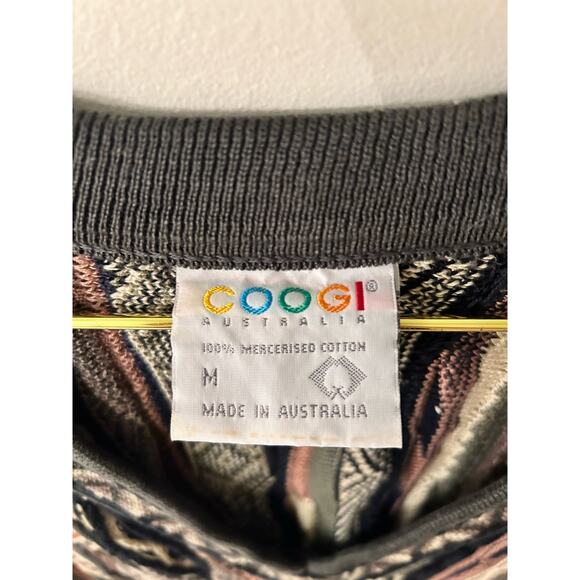 COOGI®
AUSTRALIA
100% MERCERISED COTTON
M
MADE IN AUSTRALIA